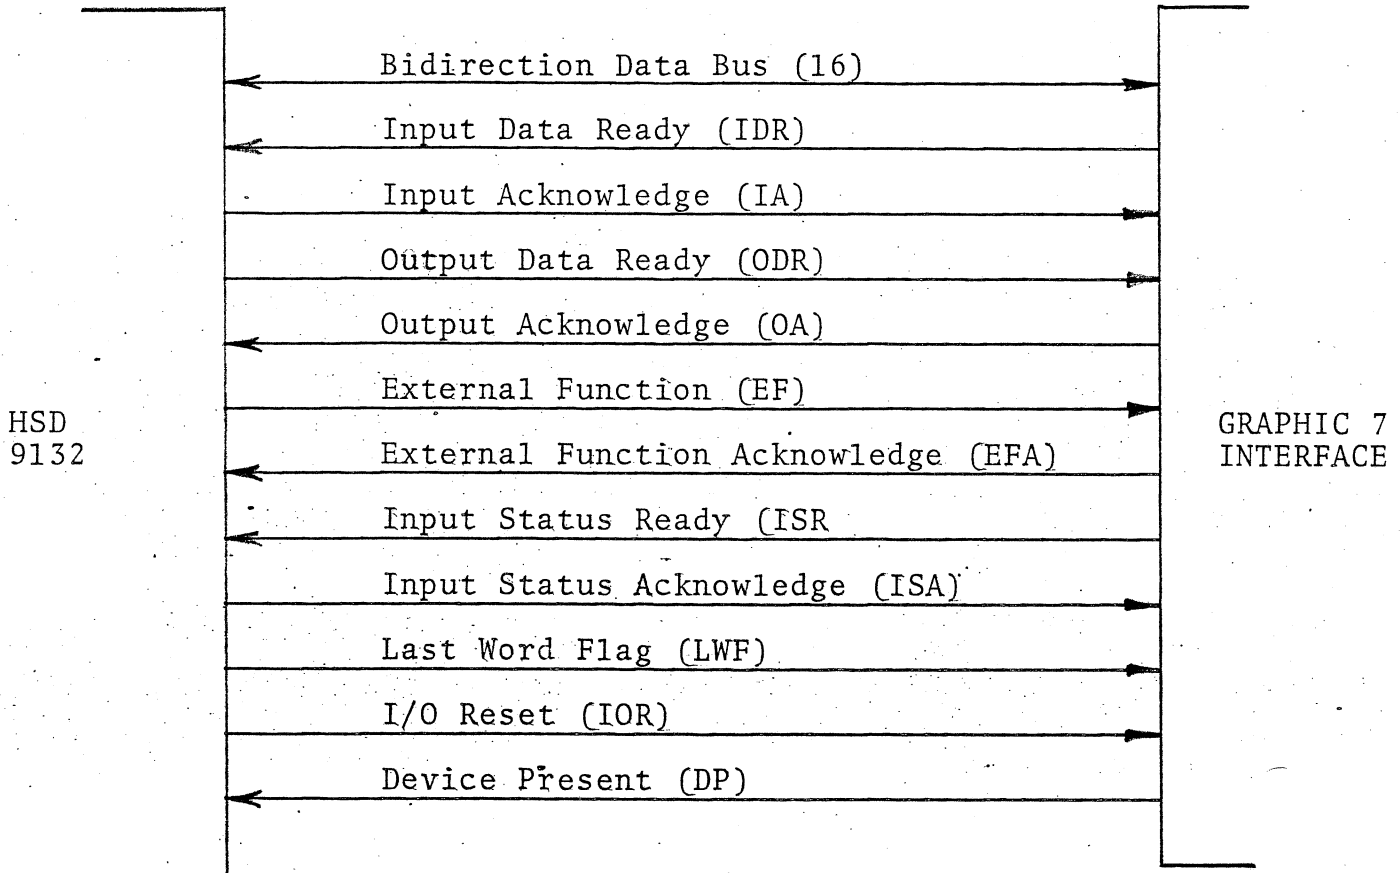 Bidirection Data Bus (16)
Input Data Ready (IDR)
Input Acknowledge (IA)
Output Data Ready (ODR)
Output Acknowledge (OA)
External Function (EF)
HSD
9132
GRAPHIC 7
INTERFACE
External Function Acknowledge (EFA)
Input Status Ready (ISR
Input Status Acknowledge (ISA)
Last Word Flag (LWF)
I/O Reset (IOR)
Device Present (DP)